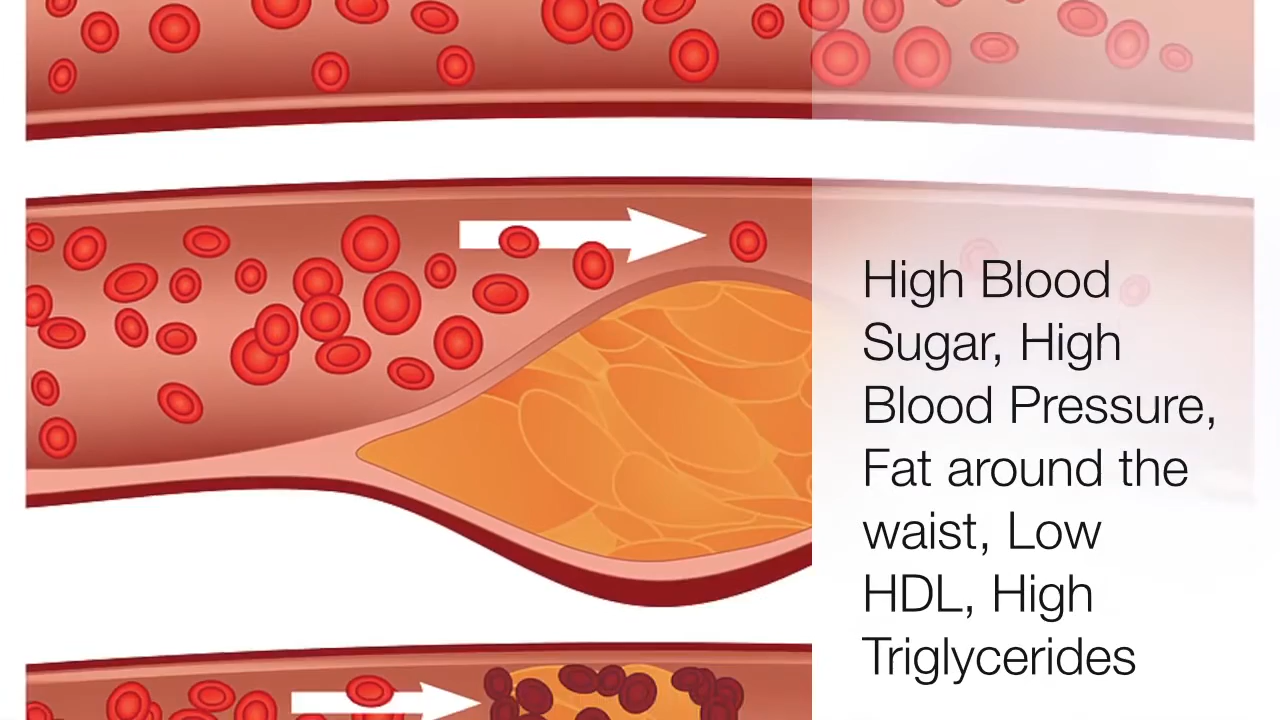 High Blood
Sugar, High
Blood Pressure,
Fat around the
waist, Low
HDL, High
Triglycerides